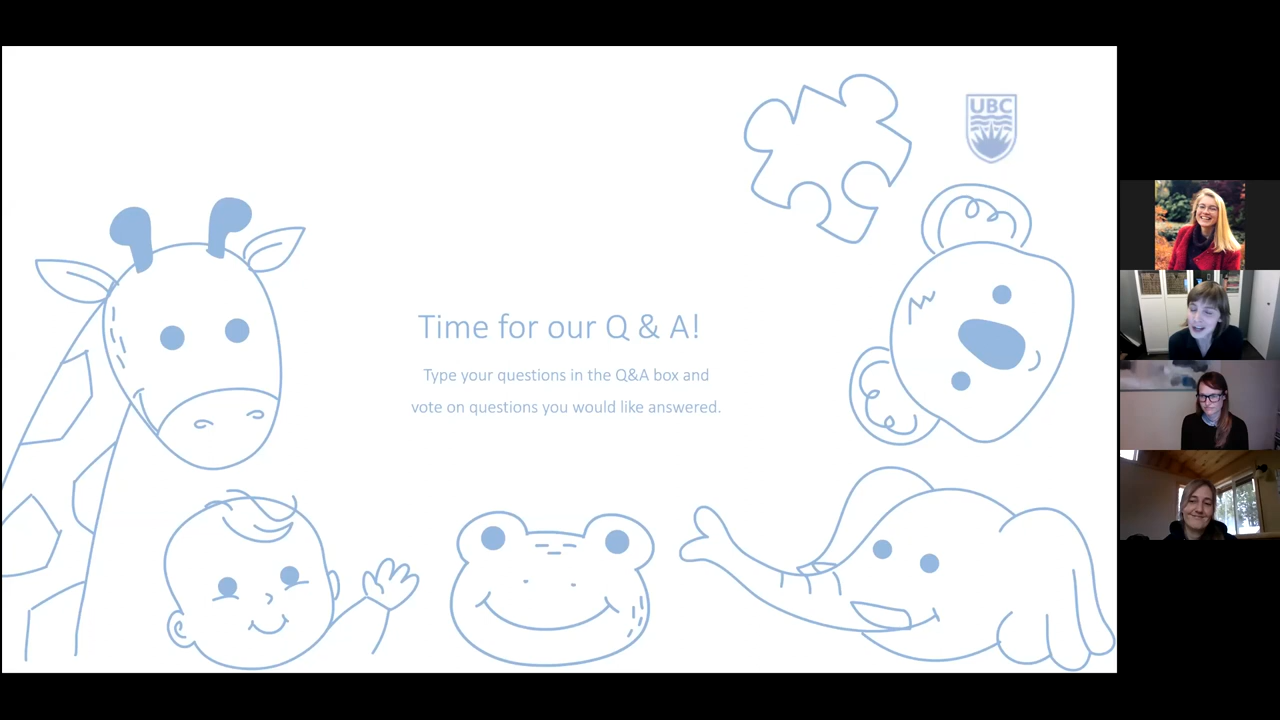 UBC
Time for our Q & A!
Type your questions in the Q&A box and
vote on questions you would like answered.